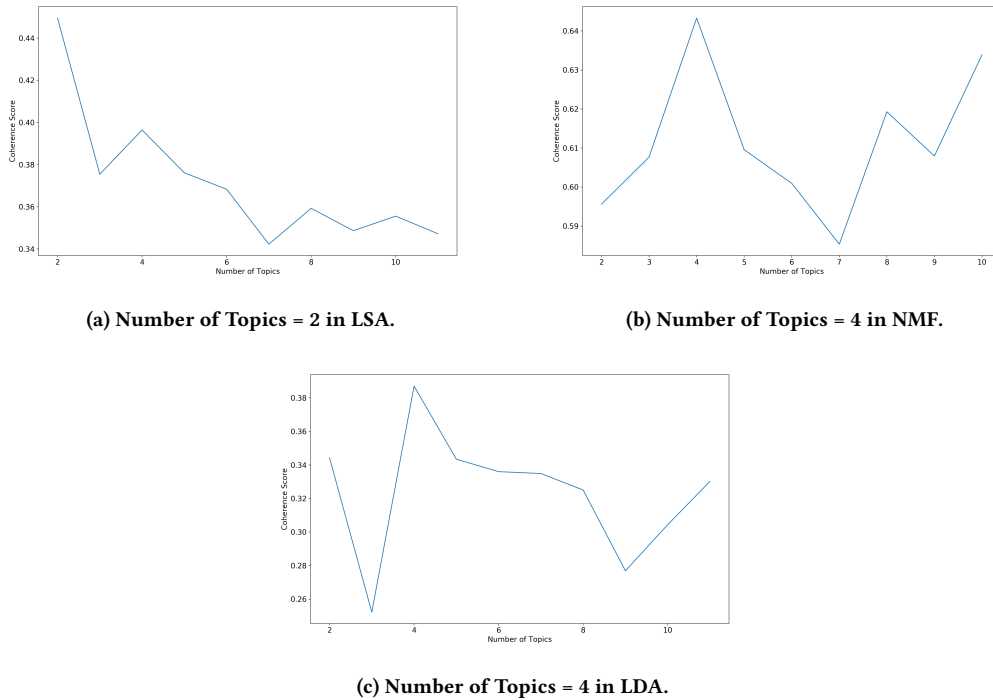 0.44
0.42
0.40
0.38
0.36
0.34
Coherence Score
2 4 6 8 10
Number of Topics
(a) Number of Topics = 2 in LSA.
0.64
0.63
0.62
0.61
0.60
0.59
Coherence Score
2 3 4 5 6 7 8 9 10
Number of Topics
(b) Number of Topics = 4 in NMF.
0.38
0.36
0.34
0.32
0.30
0.28
0.26
Coherence Score
2 4 6 8 10
Number of Topics
(c) Number of Topics = 4 in LDA.